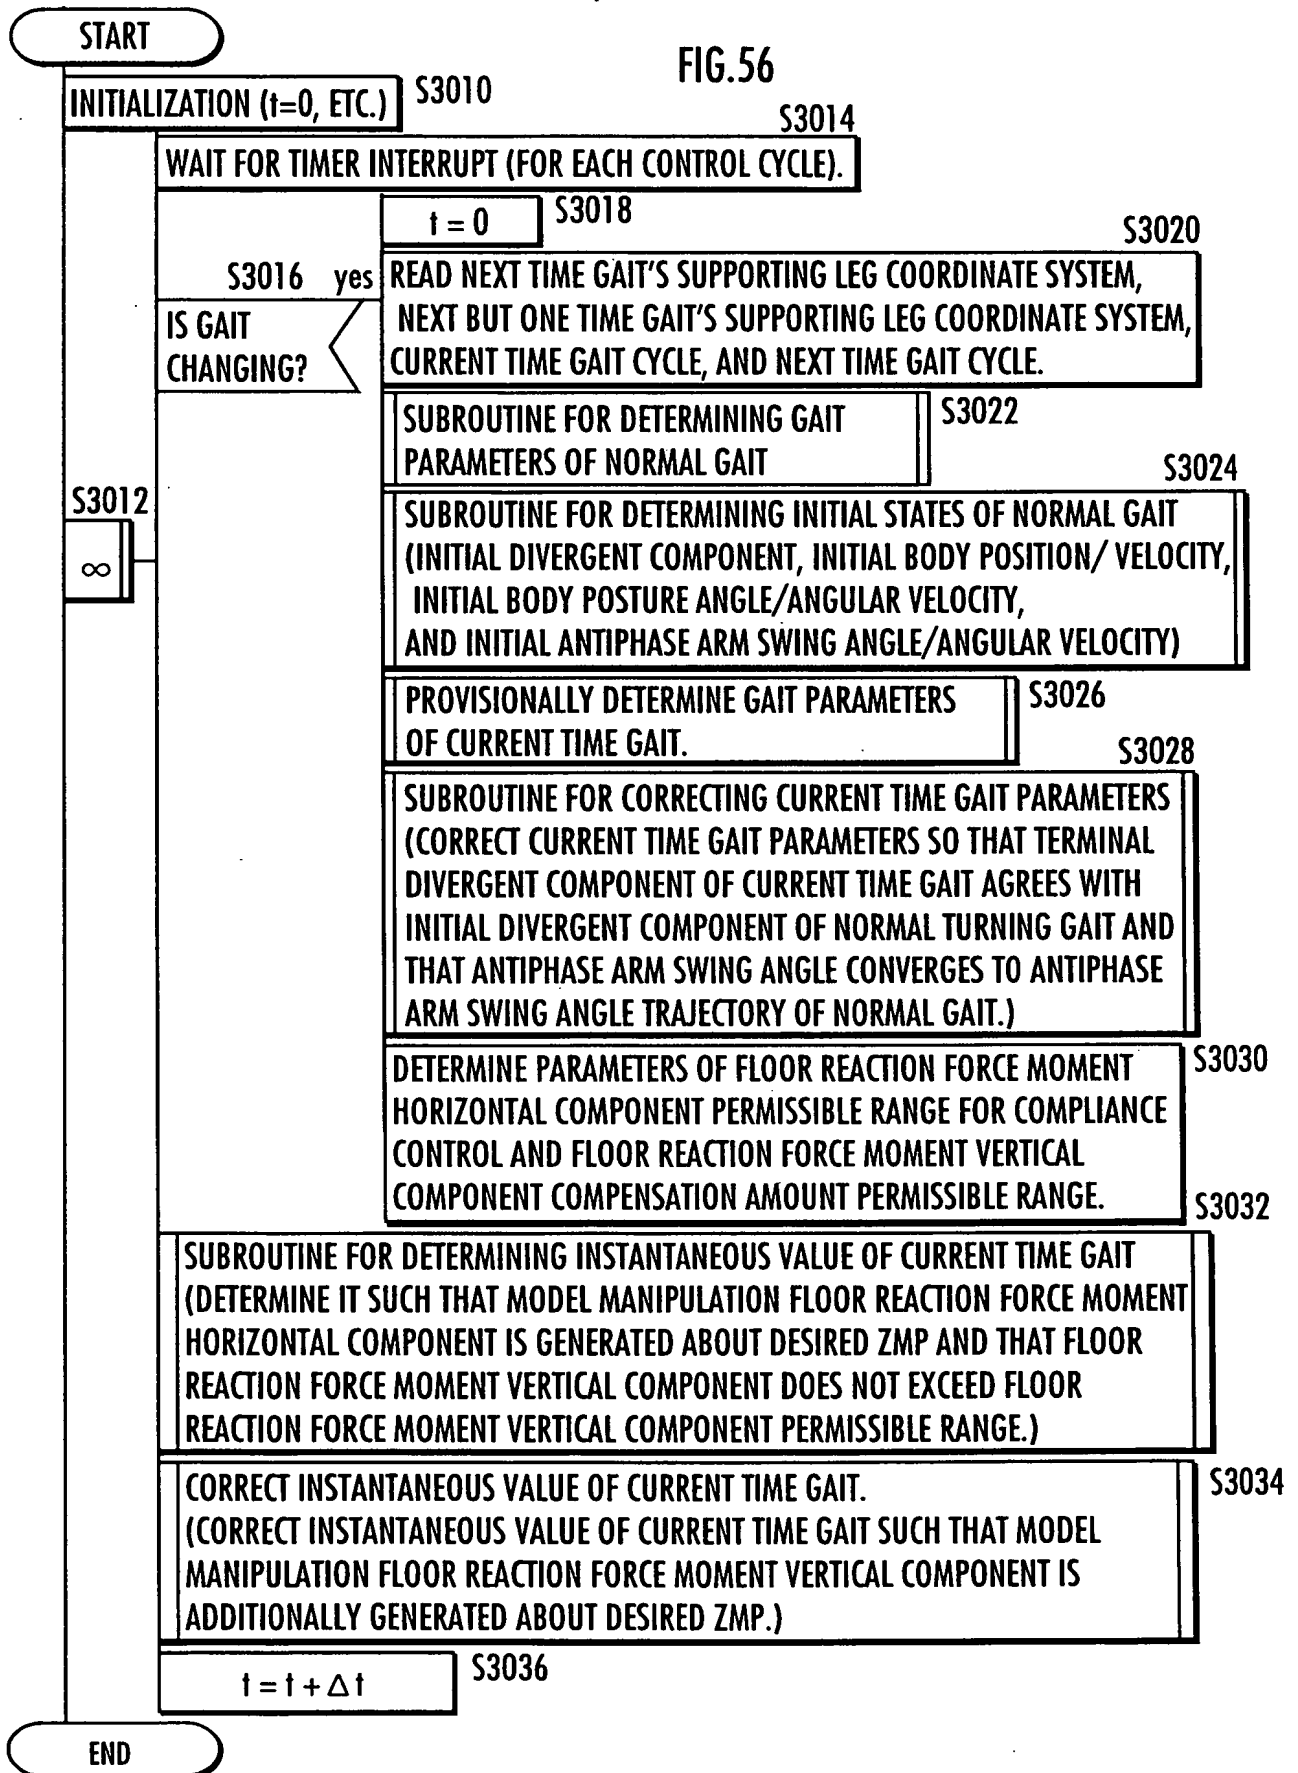 START
FIG.56
INITIALIZATION (t=0, ETC.)
S3010
S3014
WAIT FOR TIMER INTERRUPT (FOR EACH CONTROL CYCLE).
t = 0
S3018
S3020
S3016 yes
IS GAIT
CHANGING?
READ NEXT TIME GAIT'S SUPPORTING LEG COORDINATE SYSTEM,
NEXT BUT ONE TIME GAIT'S SUPPORTING LEG COORDINATE SYSTEM,
CURRENT TIME GAIT CYCLE, AND NEXT TIME GAIT CYCLE.
SUBROUTINE FOR DETERMINING GAIT
PARAMETERS OF NORMAL GAIT
S3022
S3024
S3012
∞
SUBROUTINE FOR DETERMINING INITIAL STATES OF NORMAL GAIT
(INITIAL DIVERGENT COMPONENT, INITIAL BODY POSITION/ VELOCITY,
INITIAL BODY POSTURE ANGLE/ANGULAR VELOCITY,
AND INITIAL ANTIPHASE ARM SWING ANGLE/ANGULAR VELOCITY)
PROVISIONALLY DETERMINE GAIT PARAMETERS
OF CURRENT TIME GAIT.
S3026
S3028
SUBROUTINE FOR CORRECTING CURRENT TIME GAIT PARAMETERS
(CORRECT CURRENT TIME GAIT PARAMETERS SO THAT TERMINAL
DIVERGENT COMPONENT OF CURRENT TIME GAIT AGREES WITH
INITIAL DIVERGENT COMPONENT OF NORMAL TURNING GAIT AND
THAT ANTIPHASE ARM SWING ANGLE CONVERGES TO ANTIPHASE
ARM SWING ANGLE TRAJECTORY OF NORMAL GAIT.)
DETERMINE PARAMETERS OF FLOOR REACTION FORCE MOMENT
HORIZONTAL COMPONENT PERMISSIBLE RANGE FOR COMPLIANCE
CONTROL AND FLOOR REACTION FORCE MOMENT VERTICAL
COMPONENT COMPENSATION AMOUNT PERMISSIBLE RANGE.
S3030
S3032
SUBROUTINE FOR DETERMINING INSTANTANEOUS VALUE OF CURRENT TIME GAIT
(DETERMINE IT SUCH THAT MODEL MANIPULATION FLOOR REACTION FORCE MOMENT
HORIZONTAL COMPONENT IS GENERATED ABOUT DESIRED ZMP AND THAT FLOOR
REACTION FORCE MOMENT VERTICAL COMPONENT DOES NOT EXCEED FLOOR
REACTION FORCE MOMENT VERTICAL COMPONENT PERMISSIBLE RANGE.)
CORRECT INSTANTANEOUS VALUE OF CURRENT TIME GAIT.
(CORRECT INSTANTANEOUS VALUE OF CURRENT TIME GAIT SUCH THAT MODEL
MANIPULATION FLOOR REACTION FORCE MOMENT VERTICAL COMPONENT IS
ADDITIONALLY GENERATED ABOUT DESIRED ZMP.)
S3034
t = t + Δt
S3036
END